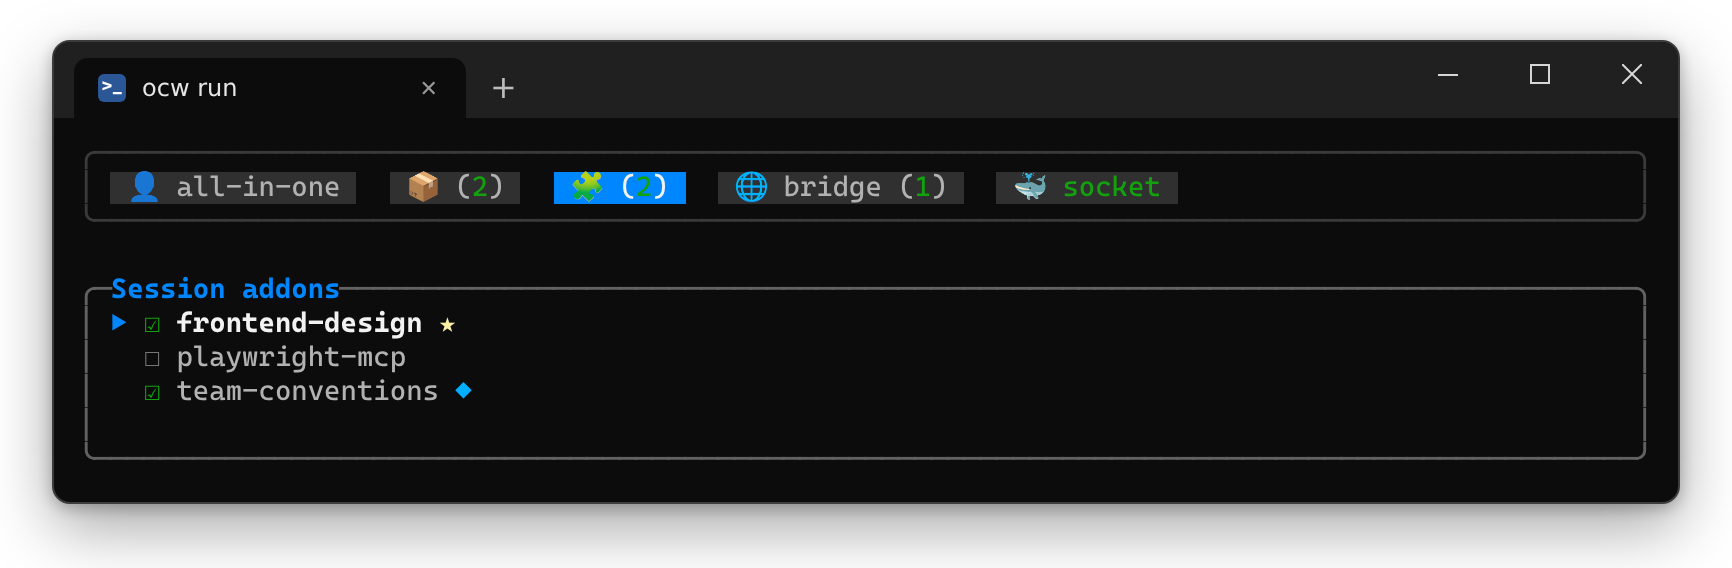 ocw run
all-in-one (2) (2) bridge (1) socket
Session addons
frontend-design ★
playwright-mcp
team-conventions ◆